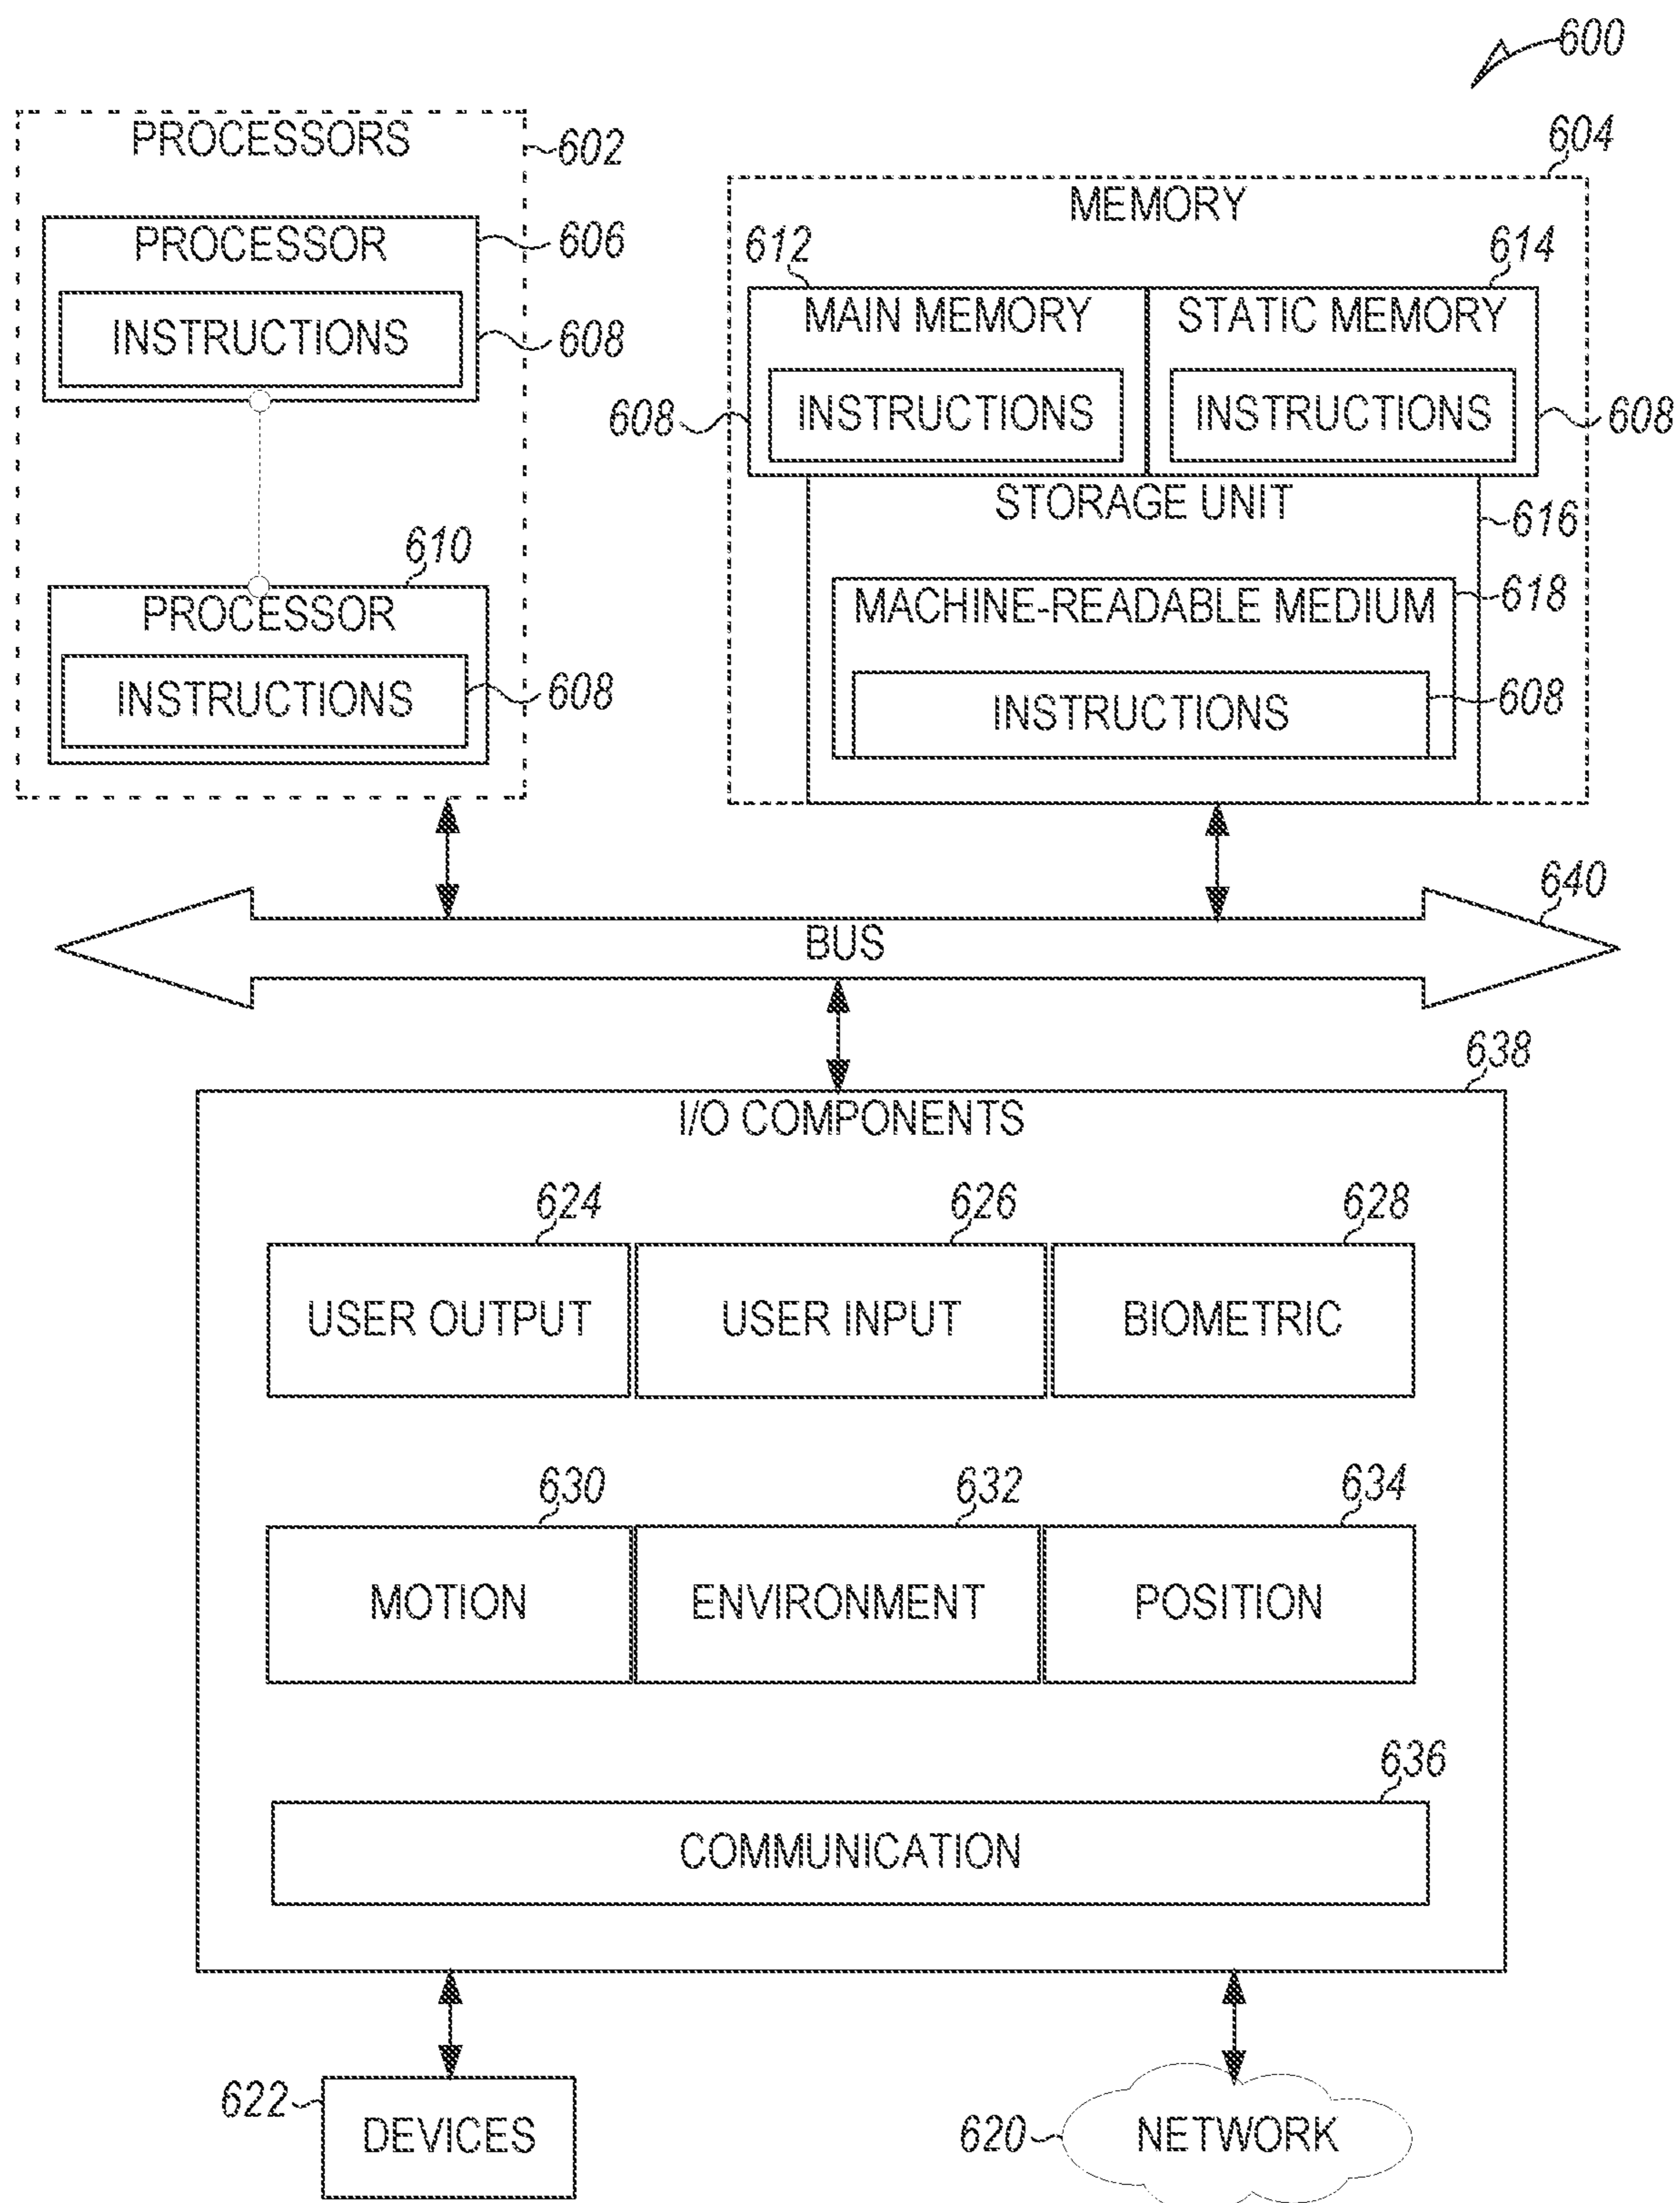 600
PROCESSORS
602
604
MEMORY
PROCESSOR
606
612
614
INSTRUCTIONS
608
MAIN MEMORY
STATIC MEMORY
608
INSTRUCTIONS
INSTRUCTIONS
608
STORAGE UNIT
616
610
PROCESSOR
MACHINE-READABLE MEDIUM
618
INSTRUCTIONS
608
INSTRUCTIONS
608
640
BUS
638
I/O COMPONENTS
624
626
628
USER OUTPUT
USER INPUT
BIOMETRIC
630
632
634
MOTION
ENVIRONMENT
POSITION
636
COMMUNICATION
622
DEVICES
620
NETWORK